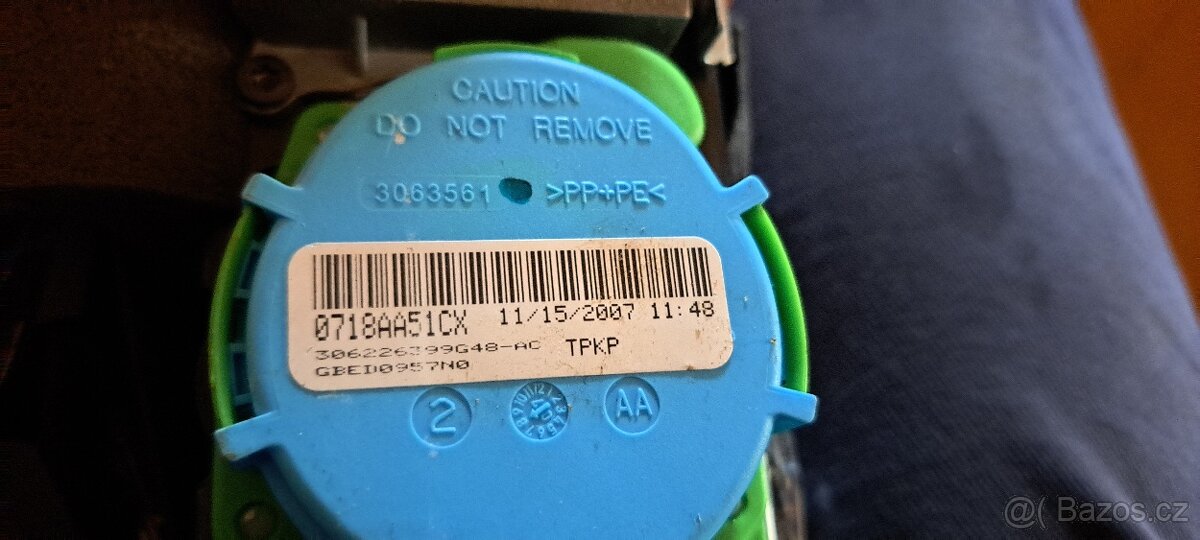 CAUTION
DO NOT REMOVE
3063561 >PP+PE<
0718AA51CX 11/15/2007 11:48
306226399G48-AC TPKP
GBED0957N0
2 AA
@( Bazos.cz